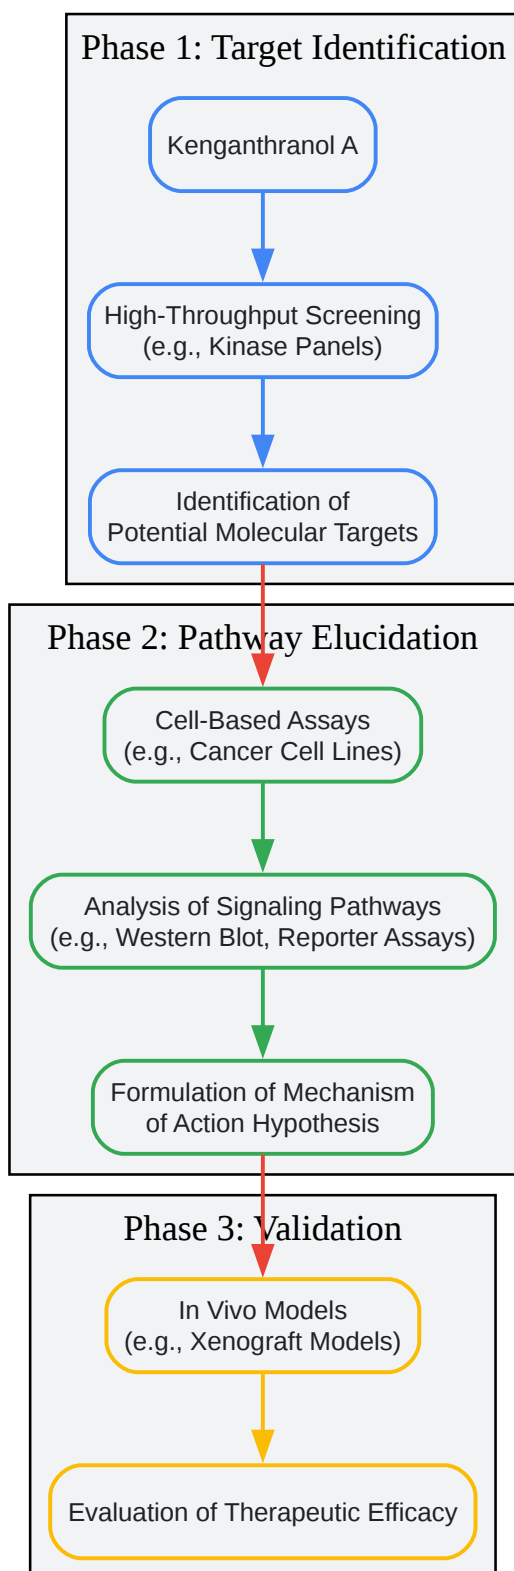 Phase 1: Target Identification
Kenganthranol A
High-Throughput Screening
(e.g., Kinase Panels)
Identification of
Potential Molecular Targets
Phase 2: Pathway Elucidation
Cell-Based Assays
(e.g., Cancer Cell Lines)
Analysis of Signaling Pathways
(e.g., Western Blot, Reporter Assays)
Formulation of Mechanism
of Action Hypothesis
Phase 3: Validation
In Vivo Models
(e.g., Xenograft Models)
Evaluation of Therapeutic Efficacy